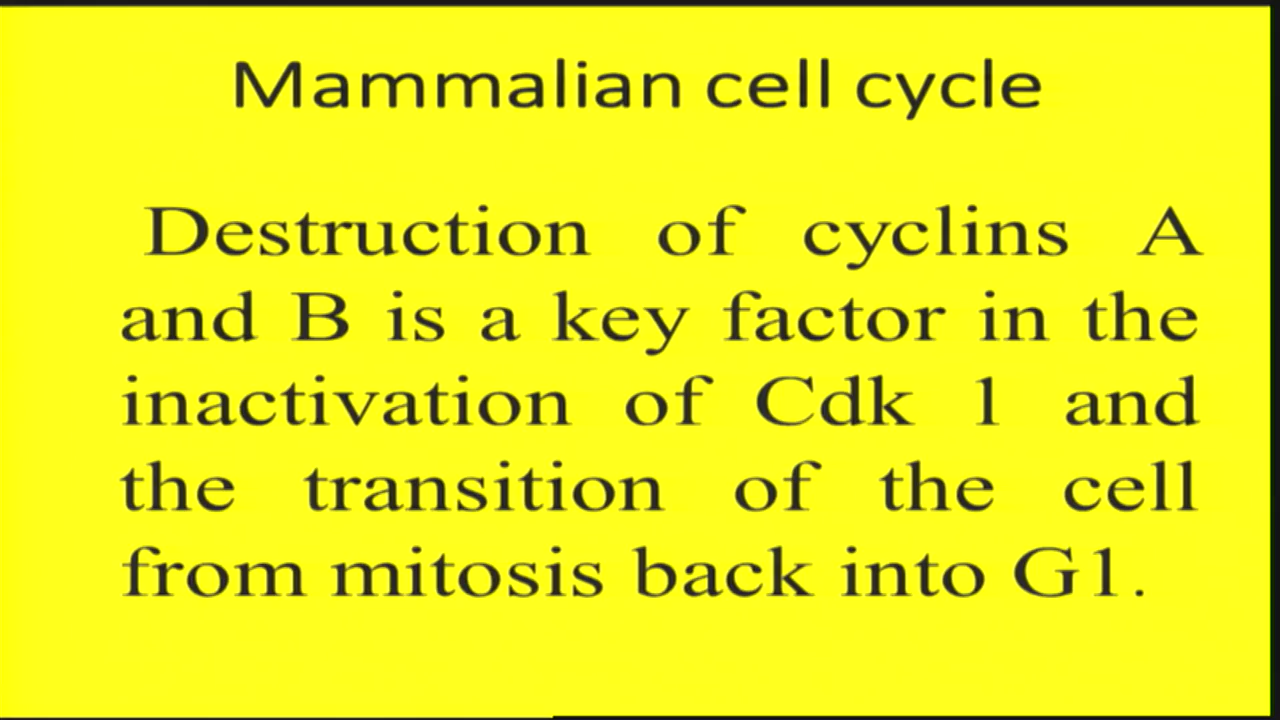 Mammalian cell cycle
Destruction of cyclins A
and B is a key factor in the
inactivation of Cdk 1 and
the transition of the cell
from mitosis back into G1.